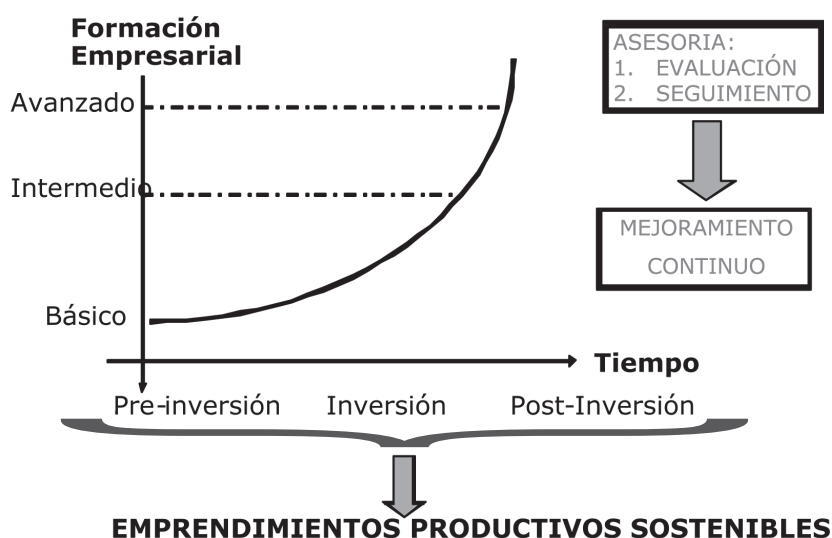 Formación
Empresarial
Avanzado
Intermedio
Básico
Tiempo
Pre-inversión Inversión Post-Inversión
EMPRENDIMIENTOS PRODUCTIVOS SOSTENIBLES
ASESORIA:
1. EVALUACIÓN
2. SEGUIMIENTO
MEJORAMIENTO
CONTINUO